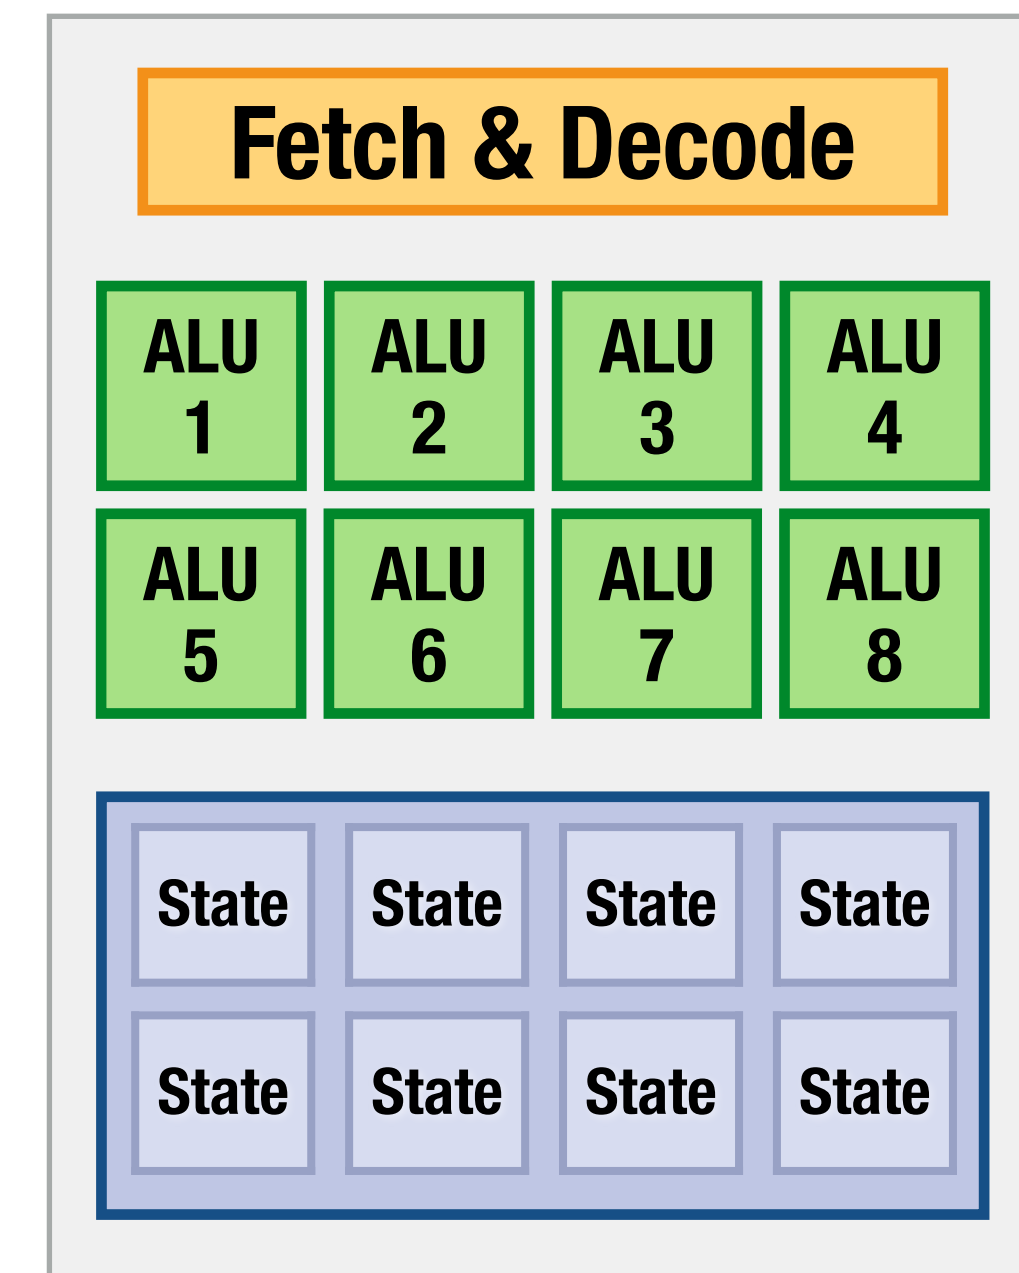 Fetch & Decode
ALU
1
ALU
2
ALU
3
ALU
4
ALU
5
ALU
6
ALU
7
ALU
8
State
State
State
State
State
State
State
State